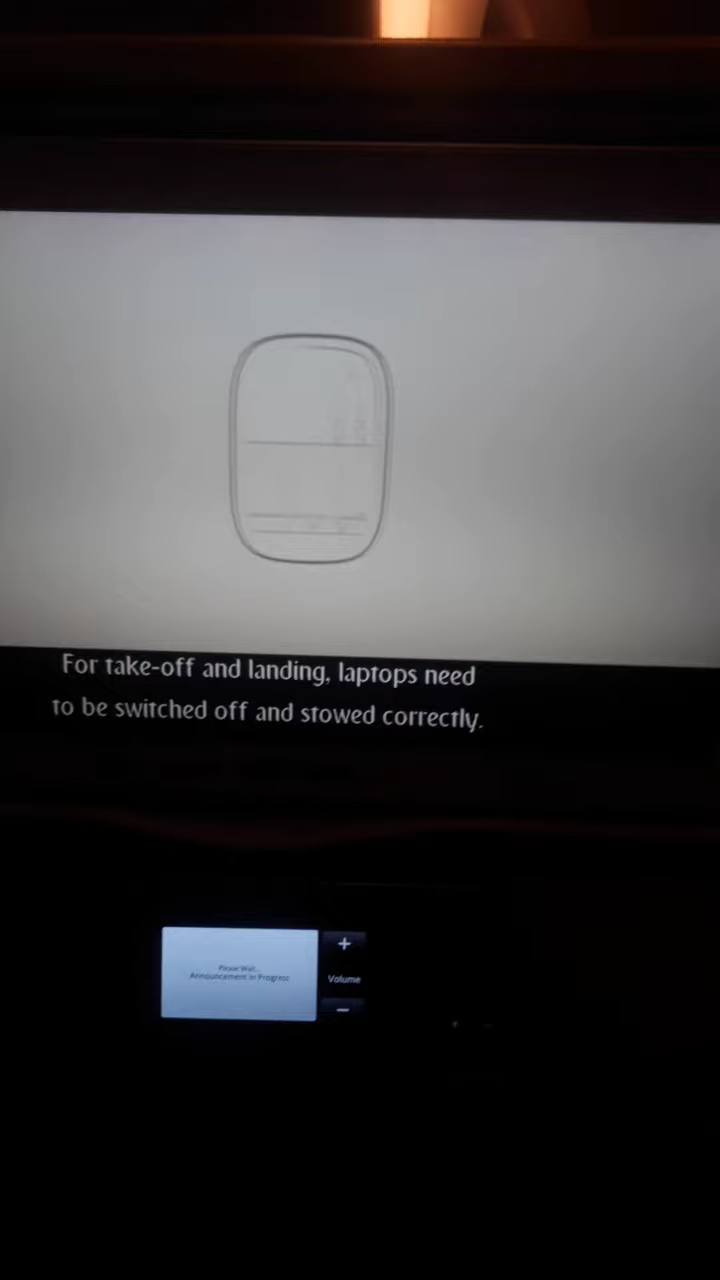 For take-off and landing, laptops need
to be switched off and stowed correctly.
Please Wait...
Announcement in Progress
+
Volume
−